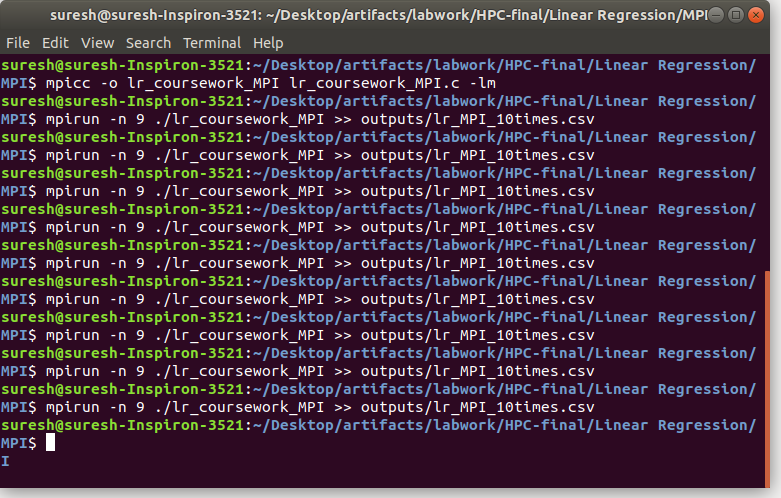 suresh@suresh-Inspiron-3521: ~/Desktop/artifacts/labwork/HPC-final/Linear Regression/MPI
File Edit View Search Terminal Help
suresh@suresh-Inspiron-3521:~/Desktop/artifacts/labwork/HPC-final/Linear Regression/
MPI$ mpicc -o lr_coursework_MPI lr_coursework_MPI.c -lm
suresh@suresh-Inspiron-3521:~/Desktop/artifacts/labwork/HPC-final/Linear Regression/
MPI$ mpirun -n 9 ./lr_coursework_MPI >> outputs/lr_MPI_10times.csv
suresh@suresh-Inspiron-3521:~/Desktop/artifacts/labwork/HPC-final/Linear Regression/
MPI$ mpirun -n 9 ./lr_coursework_MPI >> outputs/lr_MPI_10times.csv
suresh@suresh-Inspiron-3521:~/Desktop/artifacts/labwork/HPC-final/Linear Regression/
MPI$ mpirun -n 9 ./lr_coursework_MPI >> outputs/lr_MPI_10times.csv
suresh@suresh-Inspiron-3521:~/Desktop/artifacts/labwork/HPC-final/Linear Regression/
MPI$ mpirun -n 9 ./lr_coursework_MPI >> outputs/lr_MPI_10times.csv
suresh@suresh-Inspiron-3521:~/Desktop/artifacts/labwork/HPC-final/Linear Regression/
MPI$ mpirun -n 9 ./lr_coursework_MPI >> outputs/lr_MPI_10times.csv
suresh@suresh-Inspiron-3521:~/Desktop/artifacts/labwork/HPC-final/Linear Regression/
MPI$ mpirun -n 9 ./lr_coursework_MPI >> outputs/lr_MPI_10times.csv
suresh@suresh-Inspiron-3521:~/Desktop/artifacts/labwork/HPC-final/Linear Regression/
MPI$ mpirun -n 9 ./lr_coursework_MPI >> outputs/lr_MPI_10times.csv
suresh@suresh-Inspiron-3521:~/Desktop/artifacts/labwork/HPC-final/Linear Regression/
MPI$ mpirun -n 9 ./lr_coursework_MPI >> outputs/lr_MPI_10times.csv
suresh@suresh-Inspiron-3521:~/Desktop/artifacts/labwork/HPC-final/Linear Regression/
MPI$ mpirun -n 9 ./lr_coursework_MPI >> outputs/lr_MPI_10times.csv
suresh@suresh-Inspiron-3521:~/Desktop/artifacts/labwork/HPC-final/Linear Regression/
MPI$
I